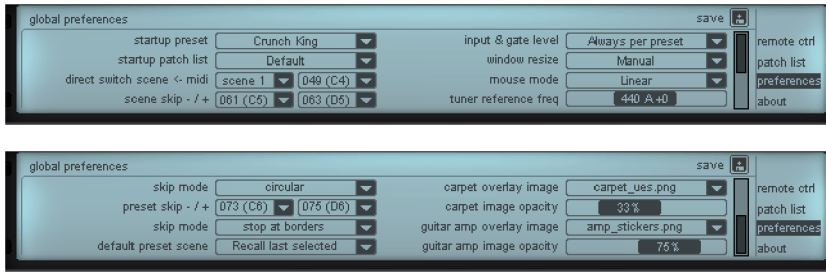 global preferences save
startup preset Crunch King input & gate level Always per preset remote ctrl
startup patch list Default window resize Manual patch list
direct switch scene <- midi scene 1 049 (C4) mouse mode Linear preferences
scene skip - / + 061 (C5) 063 (D5) tuner reference freq 440 A +0 about
global preferences save
skip mode circular carpet overlay image carpet_ues.png remote ctrl
preset skip - / + 073 (C6) 075 (D6) carpet image opacity 33 % patch list
skip mode stop at borders guitar amp overlay image amp_stickers.png preferences
default preset scene Recall last selected guitar amp image opacity 75 % about